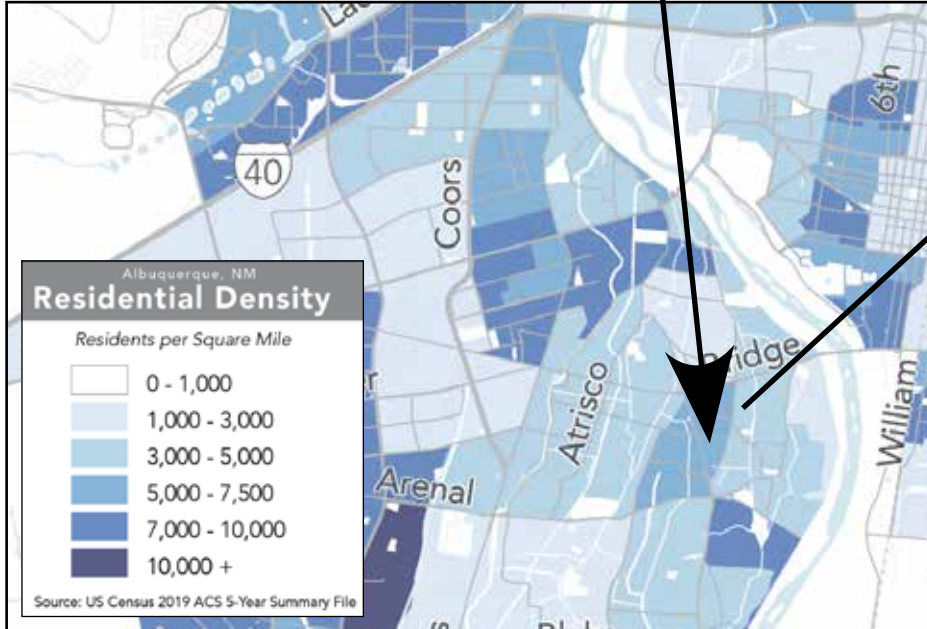 6th
40
Coors
Albuquerque, NM
Residential Density
Residents per Square Mile
0 - 1,000
1,000 - 3,000
3,000 - 5,000
5,000 - 7,500
7,000 - 10,000
10,000 +
Source: US Census 2019 ACS 5-Year Summary File
Bridge
Atrisco
William
Arenal